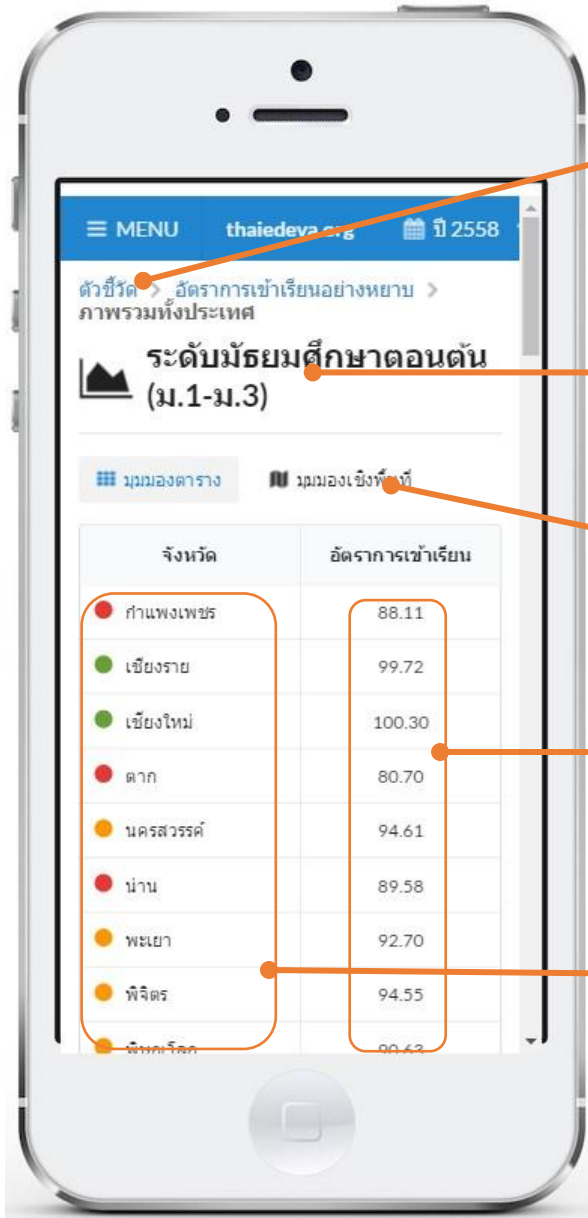 MENU thaiedeva.org ปี 2558
ตัวชี้วัด > อัตราการเข้าเรียนอย่างหยาบ >
ภาพรวมทั้งประเทศ
ระดับมัธยมศึกษาตอนต้น
(ม.1-ม.3)
มุมมองตาราง มุมมองเชิงพื้นที่
จังหวัด อัตราการเข้าเรียน
กำแพงเพชร 88.11
เชียงราย 99.72
เชียงใหม่ 100.30
ตาก 80.70
นครสวรรค์ 94.61
น่าน 89.58
พะเยา 92.70
พิจิตร 94.55
พิษณุโลก 90.63